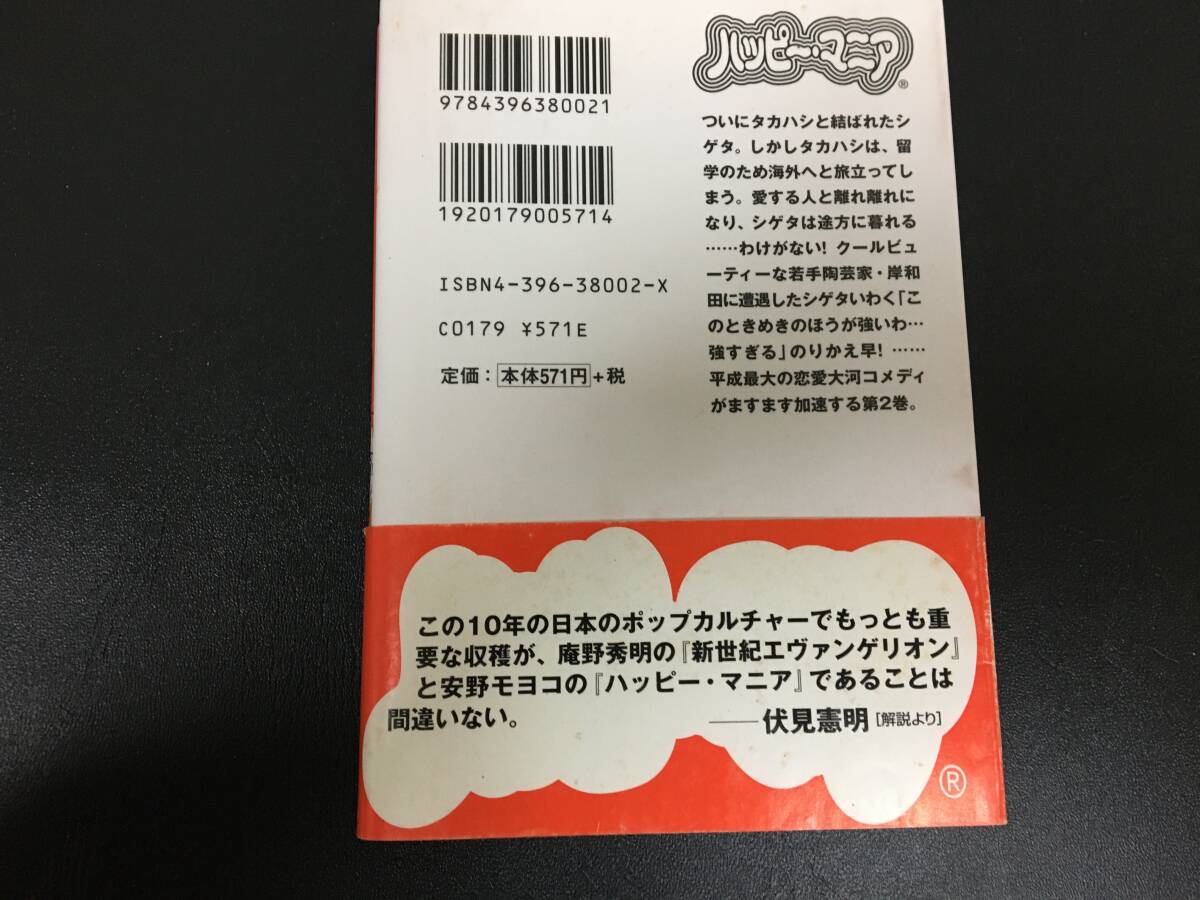 9784396380021
1920179005714
ISBN4-396-38002-X
C0179 ¥571E
定価：本体571円+税
ハッピー・マニア®
ついにタカハシと結ばれたシ
ゲタ。しかしタカハシは、留
学のため海外へと旅立ってし
まう。愛する人と離れ離れに
なり、シゲタは途方に暮れる
……わけがない! クールビュ
ーティーな若手陶芸家・岸和
田に遭遇したシゲタいわく「こ
のときめきのほうが強いわ…
強すぎる」のりかえ早! ……
平成最大の恋愛大河コメディ
がますます加速する第2巻。
この10年の日本のポップカルチャーでもっとも重
要な収穫が、庵野秀明の『新世紀エヴァンゲリオン』
と安野モヨコの『ハッピー・マニア』であることは
間違いない。 ――伏見憲明[解説より]
®